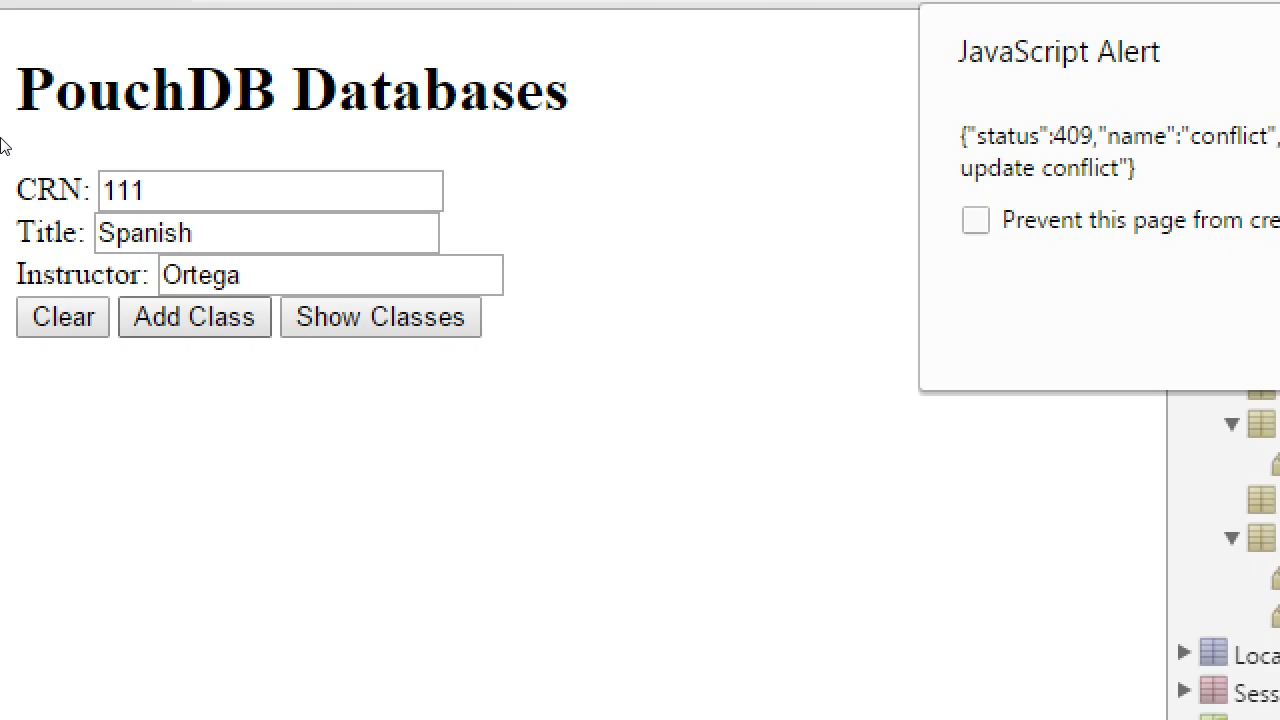 PouchDB Databases
CRN: 111
Title: Spanish
Instructor: Ortega
Clear Add Class Show Classes
JavaScript Alert
{"status":409,"name":"conflict",
update conflict"}
Prevent this page from cre
Loca
Sess